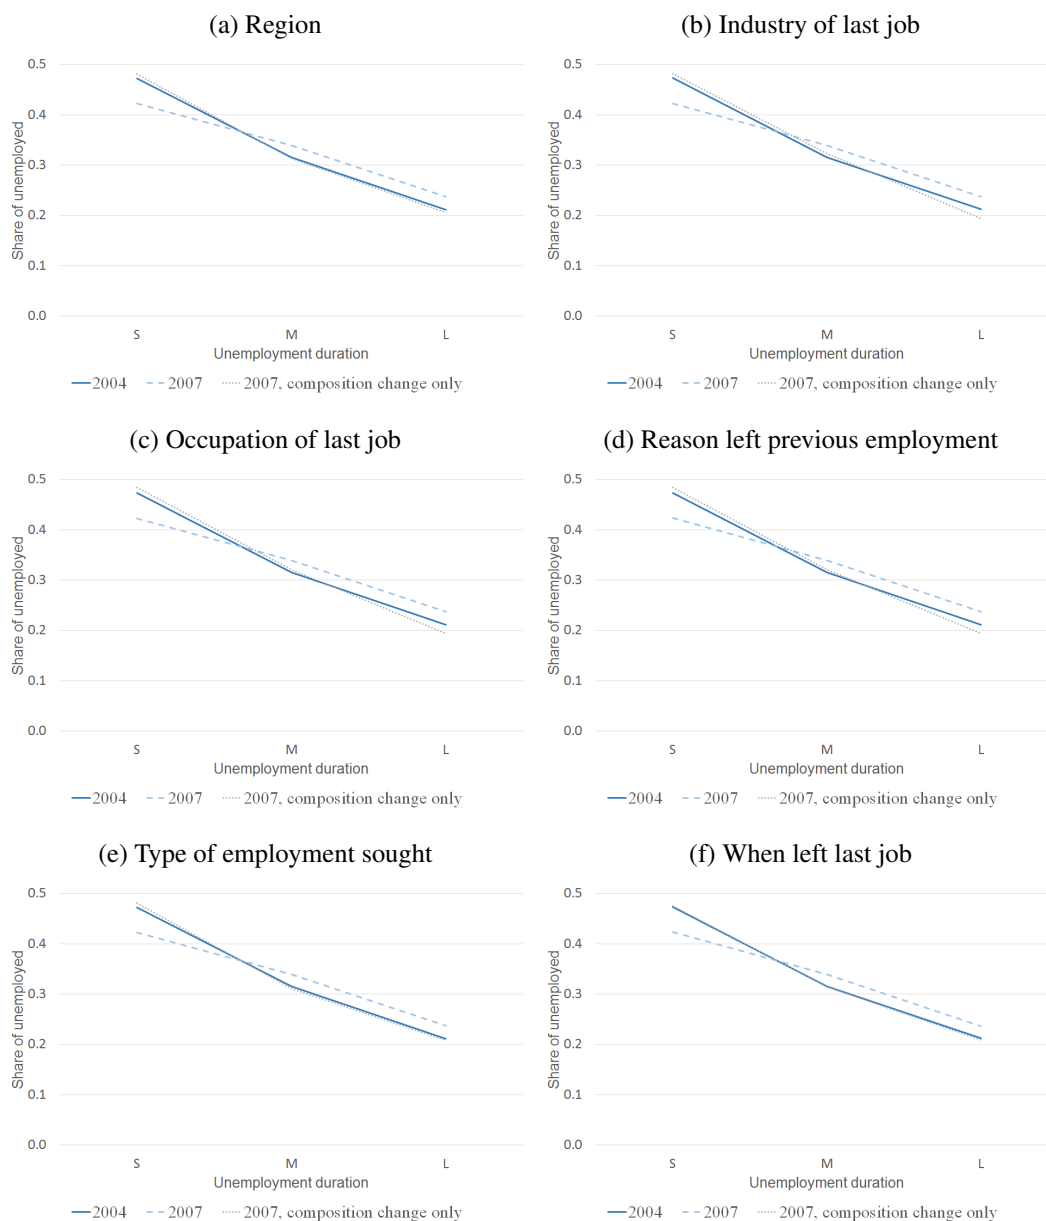 (a) Region
0.5
0.4
0.3
0.2
0.1
0.0
Share of unemployed
S M L
Unemployment duration
2004 2007 2007, composition change only
(b) Industry of last job
0.5
0.4
0.3
0.2
0.1
0.0
Share of unemployed
S M L
Unemployment duration
2004 2007 2007, composition change only
(c) Occupation of last job
0.5
0.4
0.3
0.2
0.1
0.0
Share of unemployed
S M L
Unemployment duration
2004 2007 2007, composition change only
(d) Reason left previous employment
0.5
0.4
0.3
0.2
0.1
0.0
Share of unemployed
S M L
Unemployment duration
2004 2007 2007, composition change only
(e) Type of employment sought
0.5
0.4
0.3
0.2
0.1
0.0
Share of unemployed
S M L
Unemployment duration
2004 2007 2007, composition change only
(f) When left last job
0.5
0.4
0.3
0.2
0.1
0.0
Share of unemployed
S M L
Unemployment duration
2004 2007 2007, composition change only